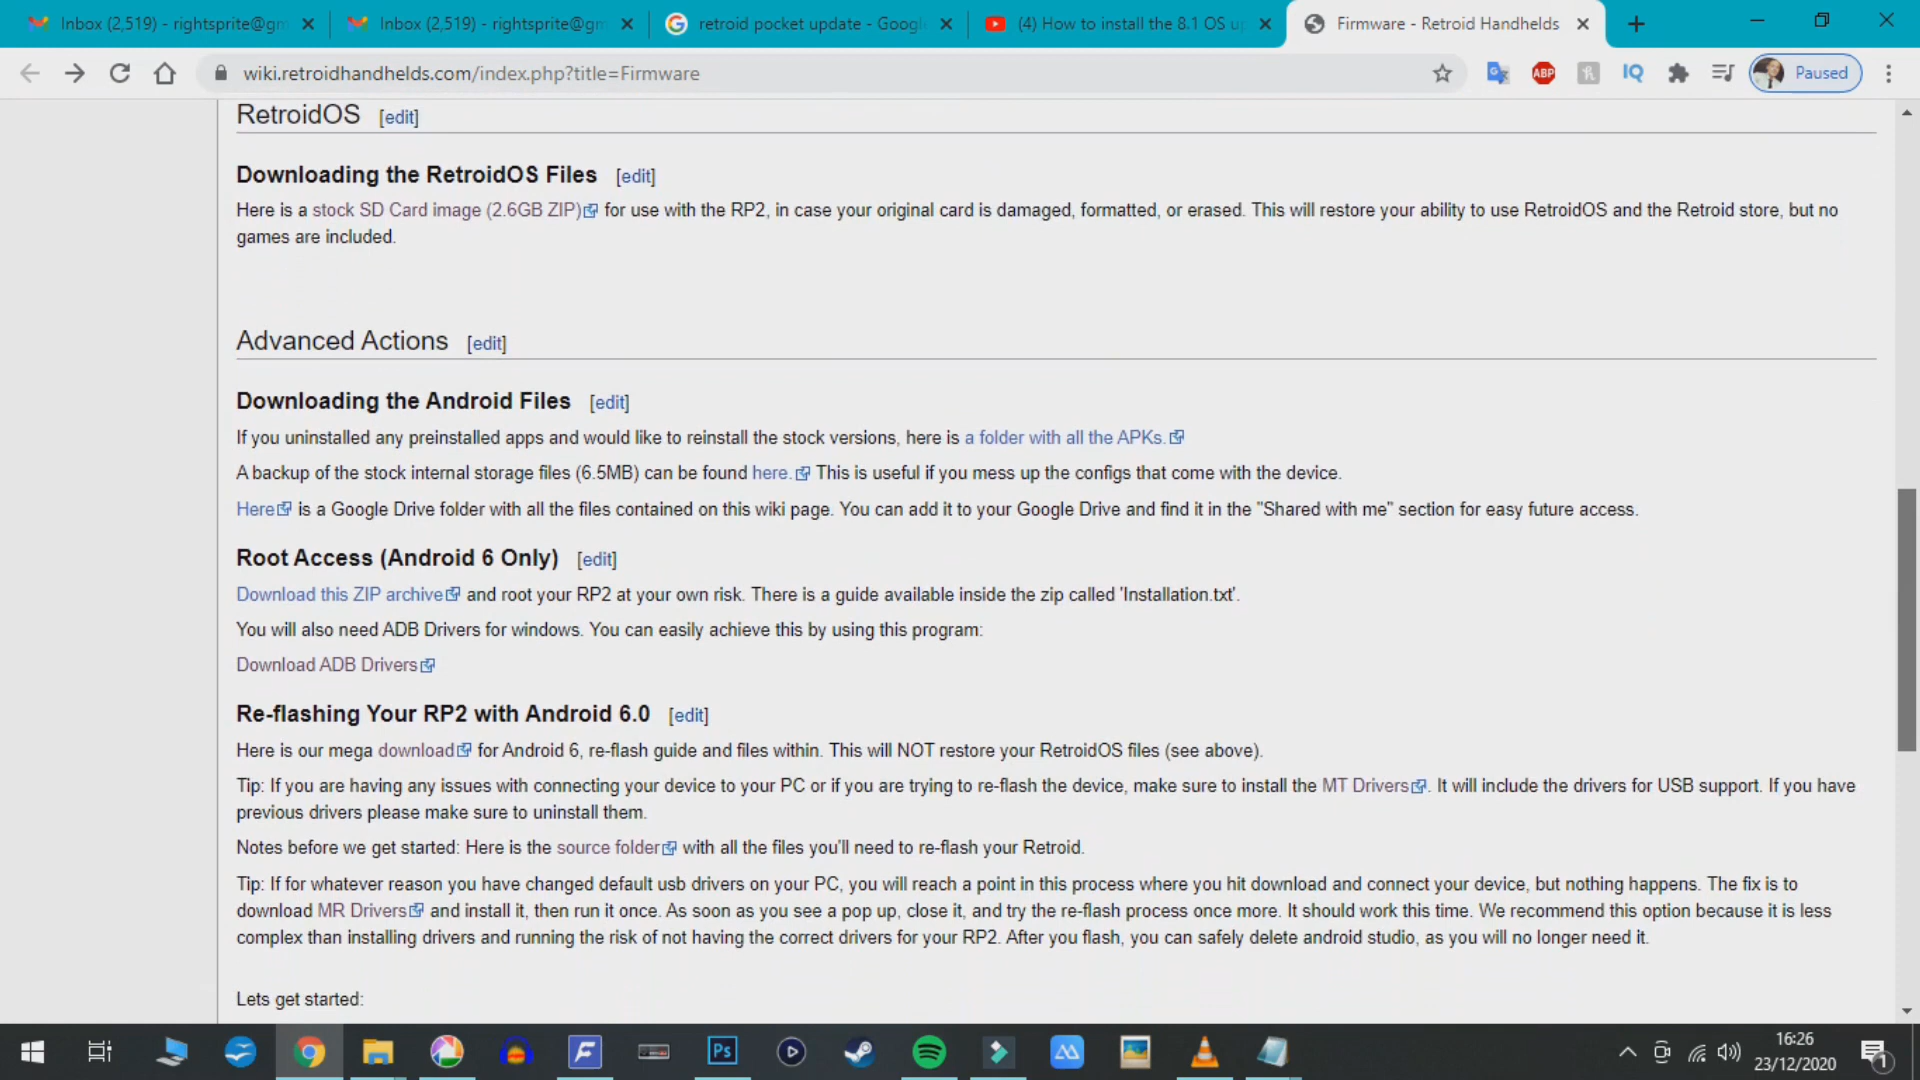 Inbox (2,519) - rightsprite@gm
Inbox (2,519) - rightsprite@gm
retroid pocket update - Google
(4) How to install the 8.1 OS up
Firmware - Retroid Handhelds
wiki.retroidhandhelds.com/index.php?title=Firmware
ABP
IQ
Paused
RetroidOS [edit]
Downloading the RetroidOS Files [edit]
Here is a stock SD Card image (2.6GB ZIP) for use with the RP2, in case your original card is damaged, formatted, or erased. This will restore your ability to use RetroidOS and the Retroid store, but no
games are included.
Advanced Actions [edit]
Downloading the Android Files [edit]
If you uninstalled any preinstalled apps and would like to reinstall the stock versions, here is a folder with all the APKs.
A backup of the stock internal storage files (6.5MB) can be found here. This is useful if you mess up the configs that come with the device.
Here is a Google Drive folder with all the files contained on this wiki page. You can add it to your Google Drive and find it in the "Shared with me" section for easy future access.
Root Access (Android 6 Only) [edit]
Download this ZIP archive and root your RP2 at your own risk. There is a guide available inside the zip called 'Installation.txt'.
You will also need ADB Drivers for windows. You can easily achieve this by using this program:
Download ADB Drivers
Re-flashing Your RP2 with Android 6.0 [edit]
Here is our mega download for Android 6, re-flash guide and files within. This will NOT restore your RetroidOS files (see above).
Tip: If you are having any issues with connecting your device to your PC or if you are trying to re-flash the device, make sure to install the MT Drivers. It will include the drivers for USB support. If you have
previous drivers please make sure to uninstall them.
Notes before we get started: Here is the source folder with all the files you'll need to re-flash your Retroid.
Tip: If for whatever reason you have changed default usb drivers on your PC, you will reach a point in this process where you hit download and connect your device, but nothing happens. The fix is to
download MR Drivers and install it, then run it once. As soon as you see a pop up, close it, and try the re-flash process once more. It should work this time. We recommend this option because it is less
complex than installing drivers and running the risk of not having the correct drivers for your RP2. After you flash, you can safely delete android studio, as you will no longer need it.
Lets get started:
Ps
16:26
23/12/2020
1